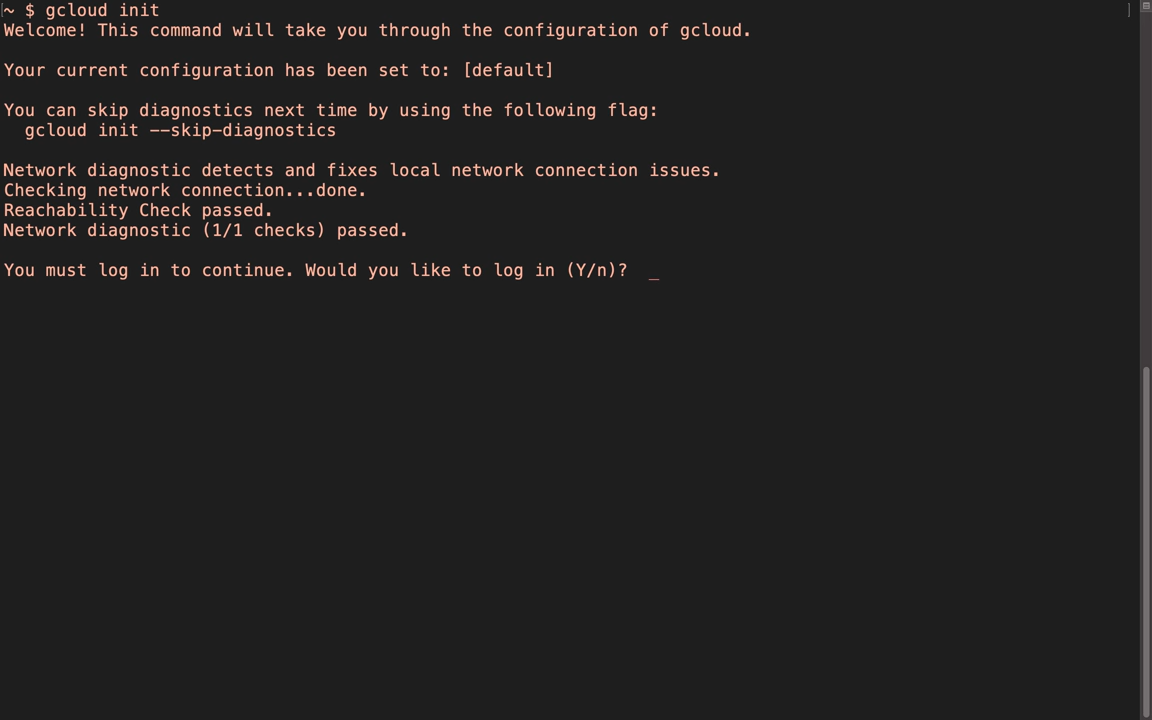 ~ $ gcloud init
Welcome! This command will take you through the configuration of gcloud.
Your current configuration has been set to: [default]
You can skip diagnostics next time by using the following flag:
  gcloud init --skip-diagnostics
Network diagnostic detects and fixes local network connection issues.
Checking network connection...done.
Reachability Check passed.
Network diagnostic (1/1 checks) passed.
You must log in to continue. Would you like to log in (Y/n)?  _